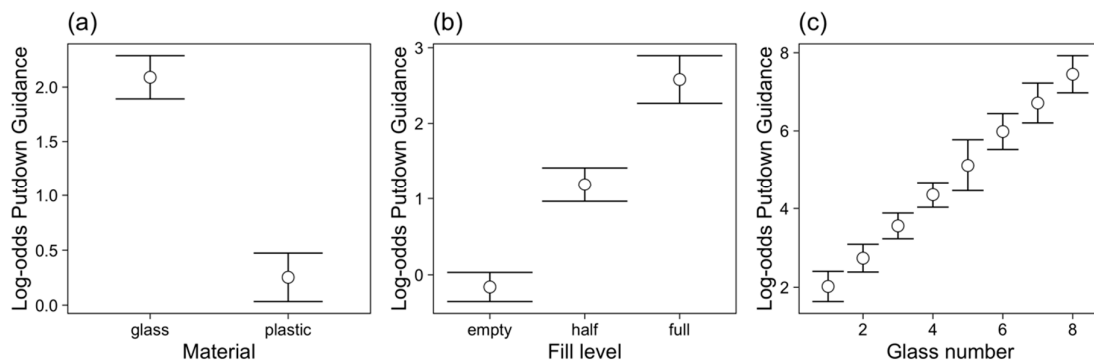 (a)
Log-odds Putdown Guidance
2.0
1.5
1.0
0.5
0.0
glass plastic
Material
(b)
Log-odds Putdown Guidance
3
2
1
0
empty half full
Fill level
(c)
Log-odds Putdown Guidance
8
6
4
2
2 4 6 8
Glass number